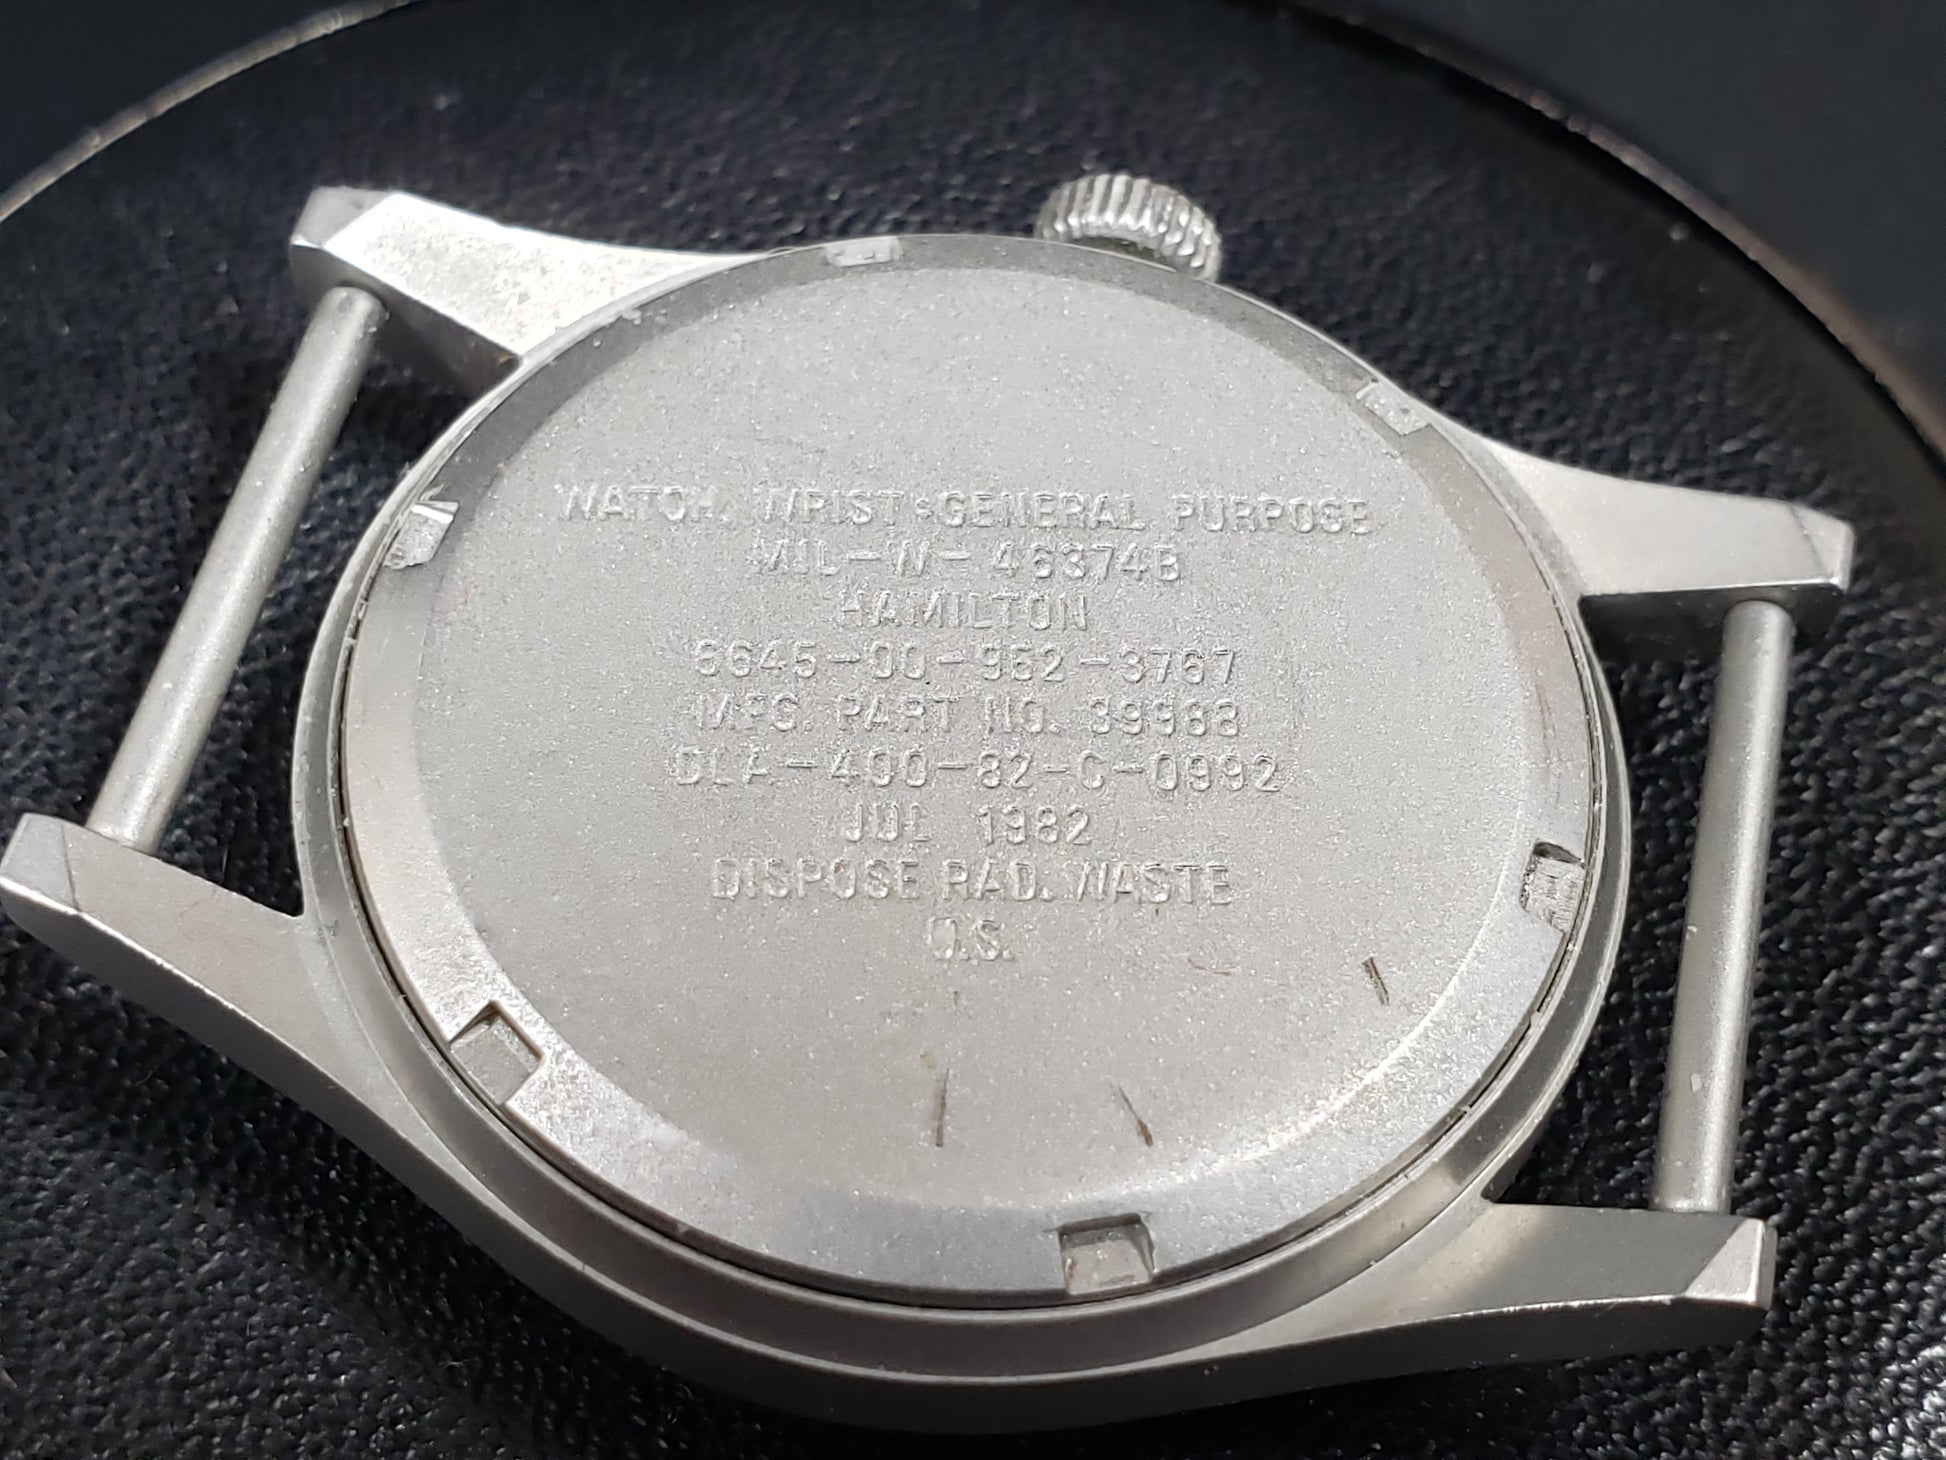 WATCH, WRIST: GENERAL PURPOSE
MIL-W-46374B
HAMILTON
6645-00-952-3767
MFG. PART NO. 39988
DLA-400-82-C-0992
JUL 1982
DISPOSE RAD. WASTE
U.S.